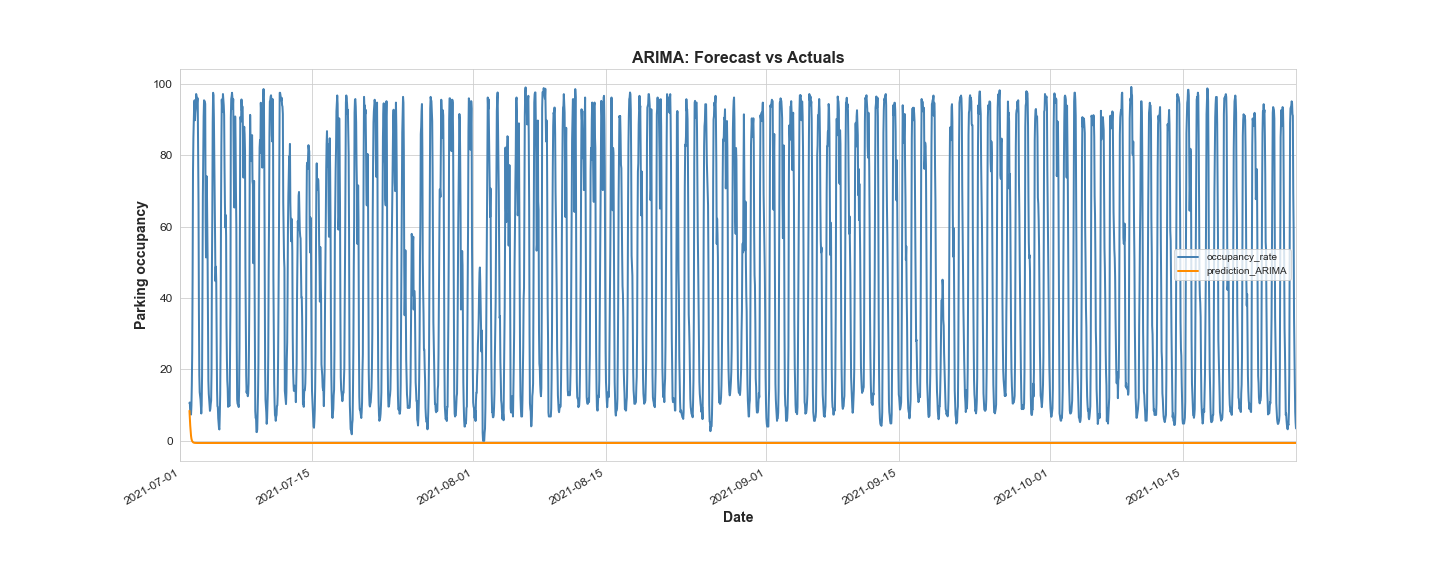 ARIMA: Forecast vs Actuals
Parking occupancy
100
80
60
40
20
0
occupancy_rate
prediction_ARIMA
2021-07-01
2021-07-15
2021-08-01
2021-08-15
2021-09-01
2021-09-15
2021-10-01
2021-10-15
Date